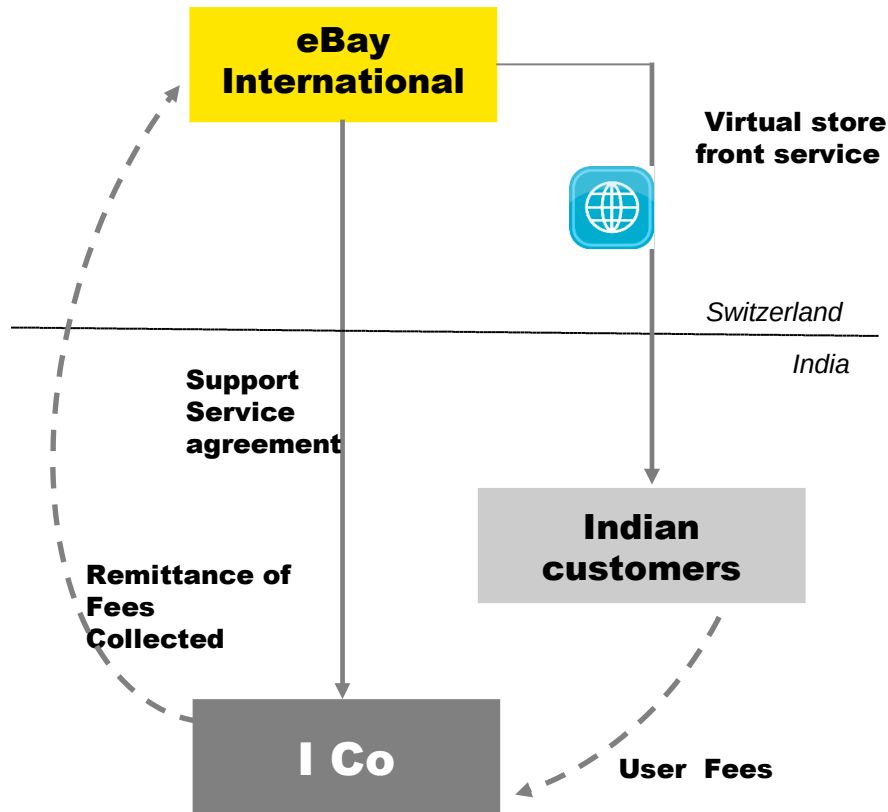 eBay
International
Virtual store
front service
Switzerland
India
Support
Service
agreement
Indian
customers
Remittance of
Fees
Collected
I Co
User Fees